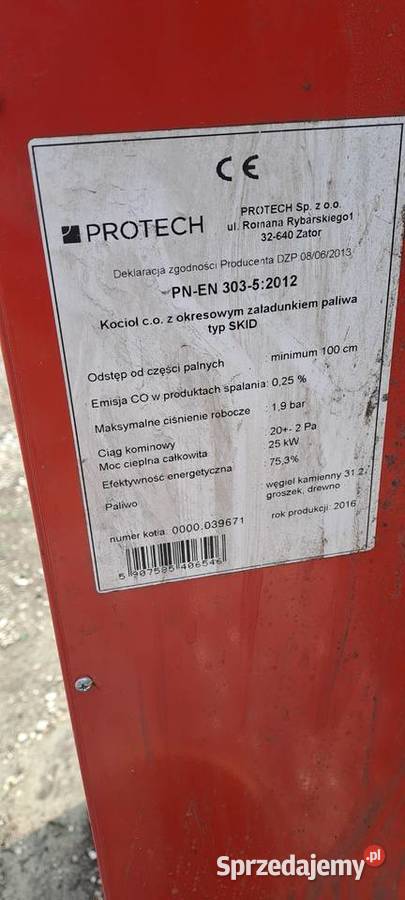 CE
PROTECH
PROTECH Sp. z o.o.
ul. Romana Rybarskiego1
32-640 Zator
Deklaracja zgodności Producenta DZP 08/06/2013
PN-EN 303-5:2012
Kocioł c.o. z okresowym załadunkiem paliwa
typ SKID
Odstęp od części palnych : minimum 100 cm
Emisja CO w produktach spalania: 0,25 %
Maksymalne ciśnienie robocze : 1,9 bar
Ciąg kominowy : 20+- 2 Pa
Moc cieplna całkowita : 25 kW
Efektywność energetyczna : 75,3%
Paliwo : węgiel kamienny 31.2,
groszek, drewno
numer kotła: 0000.039671
rok produkcji: 2016
5 907585 406546
Sprzedajemy.pl